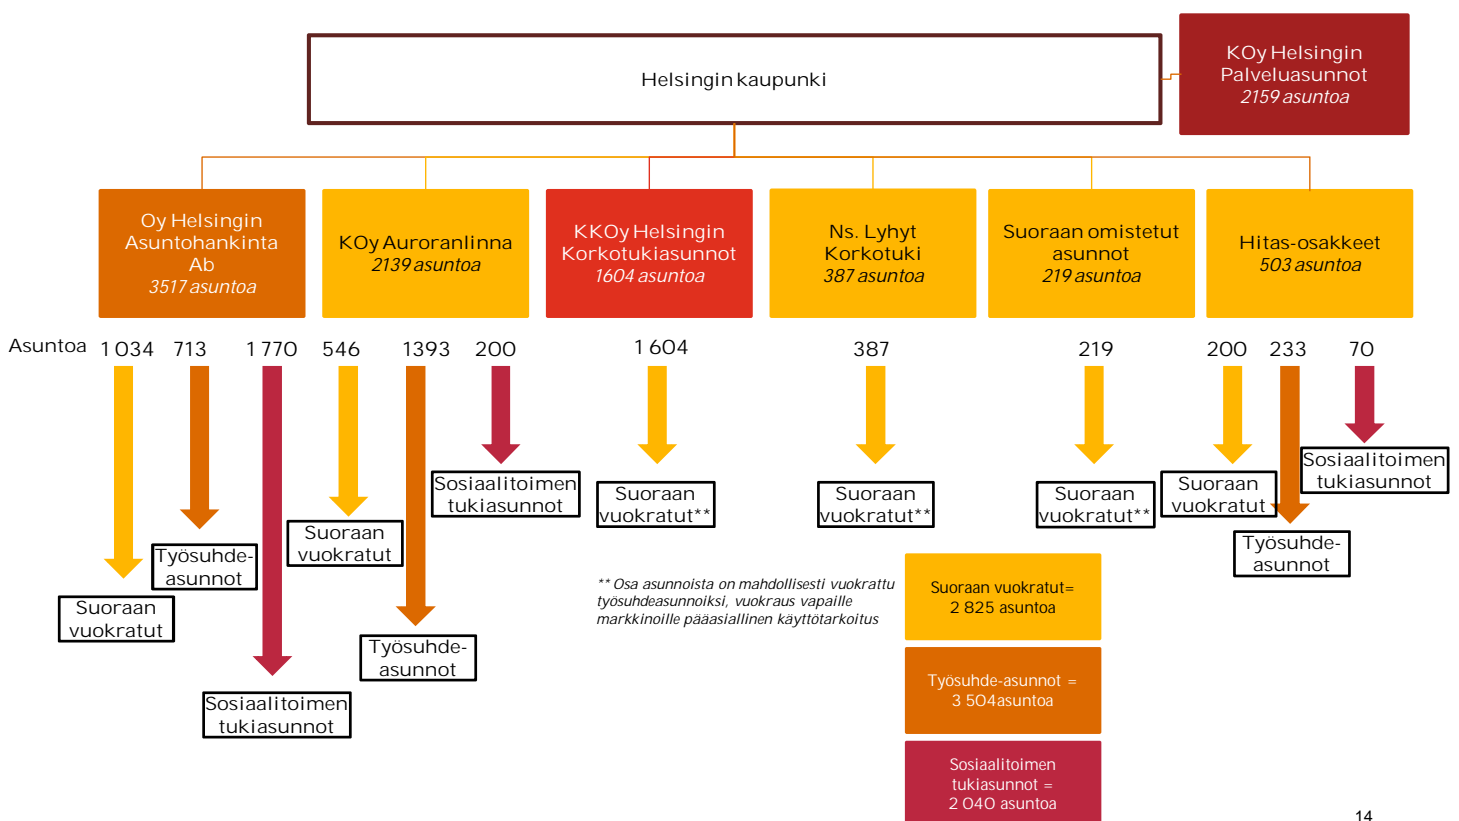 Helsingin kaupunki
KOy Helsingin
Palveluasunnot
2159 asuntoa
Oy Helsingin
Asuntohankinta
Ab
3517 asuntoa
KOy Auroranlinna
2139 asuntoa
KKOy Helsingin
Korkotukiasunnot
1604 asuntoa
Ns. Lyhyt
Korkotuki
387 asuntoa
Suoraan omistetut
asunnot
219 asuntoa
Hitas-osakkeet
503 asuntoa
Asuntoa 1 034 713 1 770 546 1393 200 1 604 387 219 200 233 70
Suoraan
vuokratut
Työsuhde-
asunnot
Sosiaalitoimen
tukiasunnot
Suoraan
vuokratut
Työsuhde-
asunnot
Sosiaalitoimen
tukiasunnot
Suoraan
vuokratut**
Suoraan
vuokratut**
Suoraan
vuokratut**
Suoraan
vuokratut
Työsuhde-
asunnot
Sosiaalitoimen
tukiasunnot
** Osa asunnoista on mahdollisesti vuokrattu
työsuhdeasunnoiksi, vuokraus vapaille
markkinoille pääasiallinen käyttötarkoitus
Suoraan vuokratut=
2 825 asuntoa
Työsuhde-asunnot =
3 504asuntoa
Sosiaalitoimen
tukiasunnot =
2 040 asuntoa
14